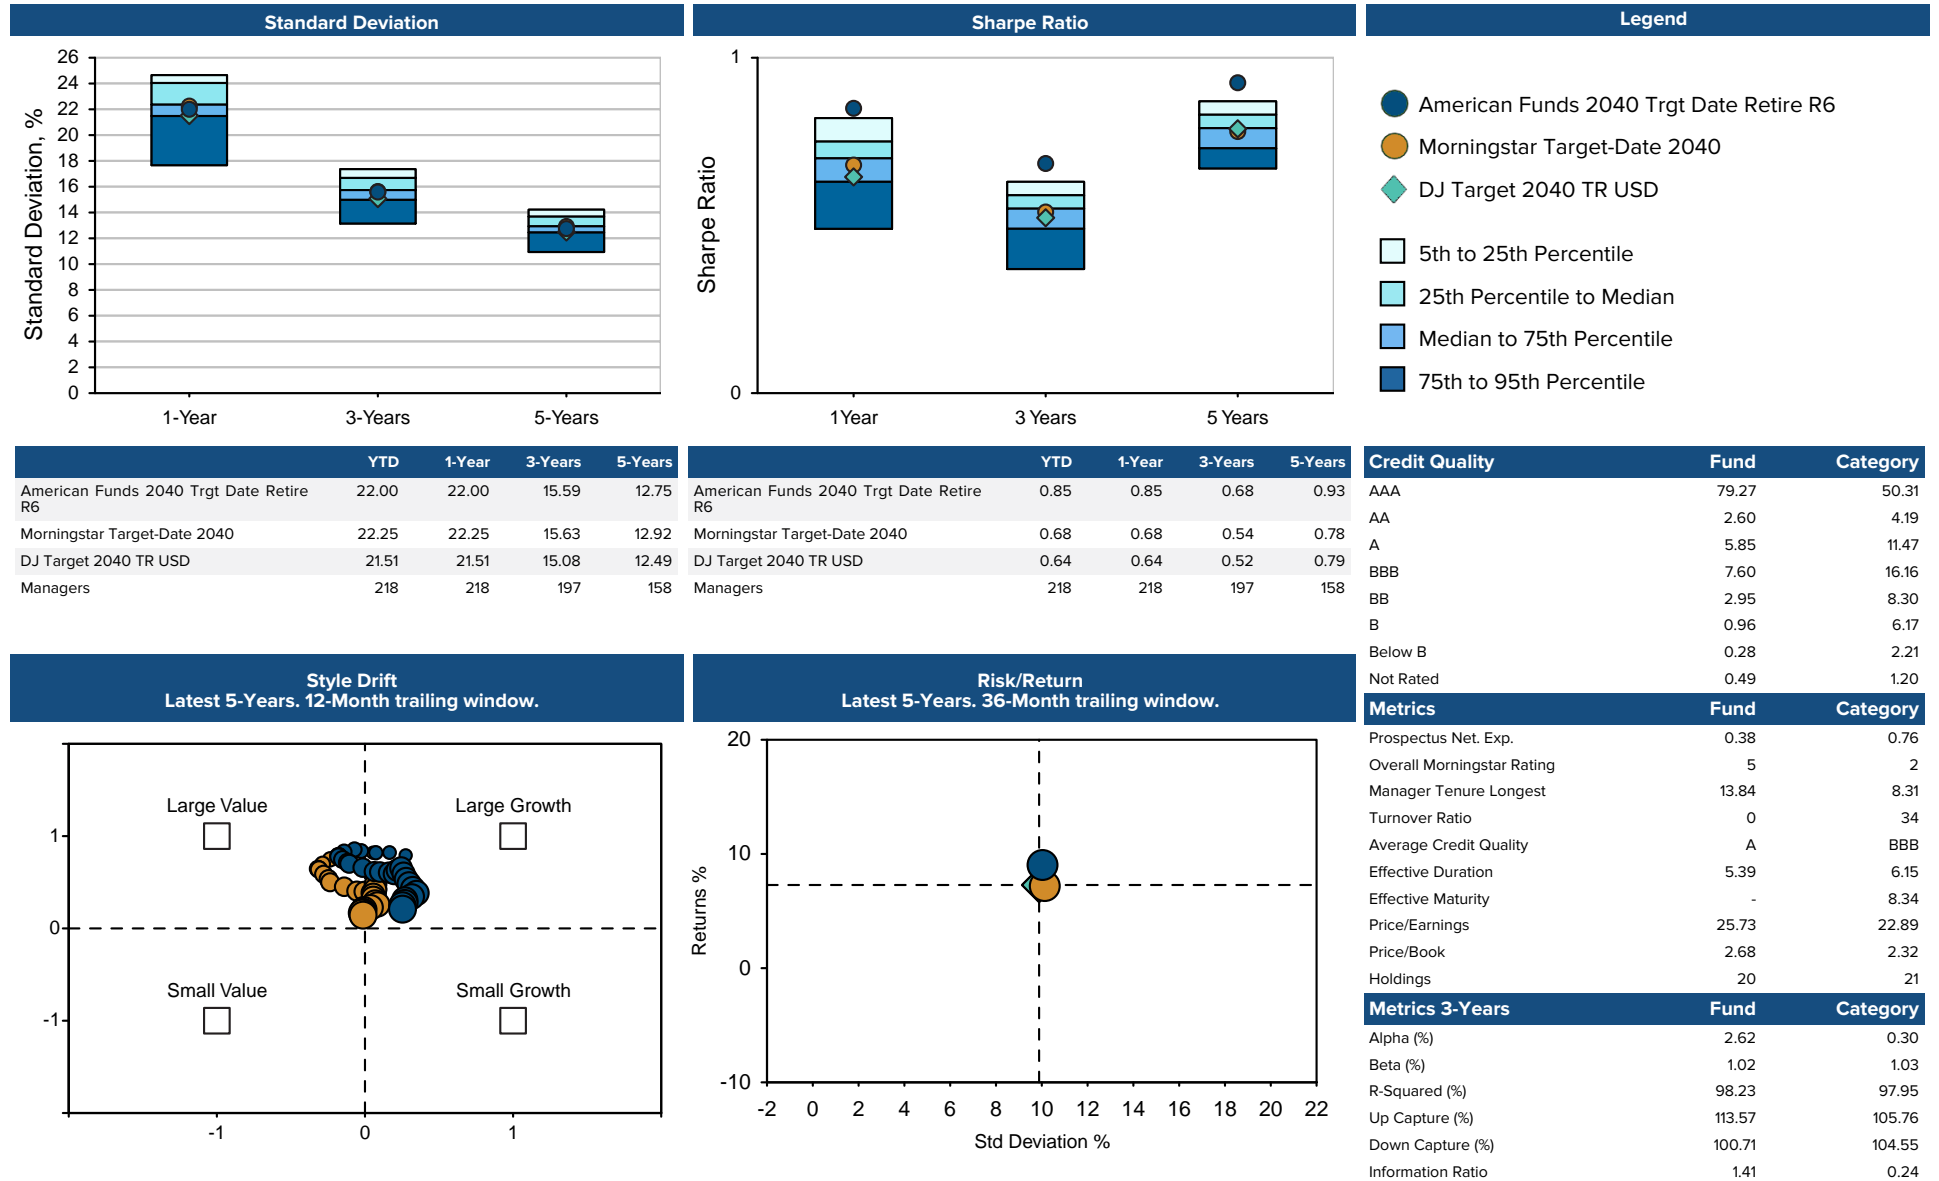 Standard Deviation
26
24
22
20
18
16
14
12
10
8
6
4
2
0
Standard Deviation, %
1-Year 3-Years 5-Years
Sharpe Ratio
1
0
Sharpe Ratio
1Year 3 Years 5 Years
Legend
American Funds 2040 Trgt Date Retire R6
Morningstar Target-Date 2040
DJ Target 2040 TR USD
5th to 25th Percentile
25th Percentile to Median
Median to 75th Percentile
75th to 95th Percentile
YTD 1-Year 3-Years 5-Years
American Funds 2040 Trgt Date Retire 22.00 22.00 15.59 12.75
R6
Morningstar Target-Date 2040 22.25 22.25 15.63 12.92
DJ Target 2040 TR USD 21.51 21.51 15.08 12.49
Managers 218 218 197 158
YTD 1-Year 3-Years 5-Years
American Funds 2040 Trgt Date Retire 0.85 0.85 0.68 0.93
R6
Morningstar Target-Date 2040 0.68 0.68 0.54 0.78
DJ Target 2040 TR USD 0.64 0.64 0.52 0.79
Managers 218 218 197 158
Credit Quality Fund Category
AAA 79.27 50.31
AA 2.60 4.19
A 5.85 11.47
BBB 7.60 16.16
BB 2.95 8.30
B 0.96 6.17
Below B 0.28 2.21
Not Rated 0.49 1.20
Metrics Fund Category
Prospectus Net. Exp. 0.38 0.76
Overall Morningstar Rating 5 2
Manager Tenure Longest 13.84 8.31
Turnover Ratio 0 34
Average Credit Quality A BBB
Effective Duration 5.39 6.15
Effective Maturity - 8.34
Price/Earnings 25.73 22.89
Price/Book 2.68 2.32
Holdings 20 21
Metrics 3-Years Fund Category
Alpha (%) 2.62 0.30
Beta (%) 1.02 1.03
R-Squared (%) 98.23 97.95
Up Capture (%) 113.57 105.76
Down Capture (%) 100.71 104.55
Information Ratio 1.41 0.24
Style Drift
Latest 5-Years. 12-Month trailing window.
Large Value Large Growth
1
0
Small Value Small Growth
-1
-1 0 1
Risk/Return
Latest 5-Years. 36-Month trailing window.
20
10
0
-10
Returns %
-2 0 2 4 6 8 10 12 14 16 18 20 22
Std Deviation %